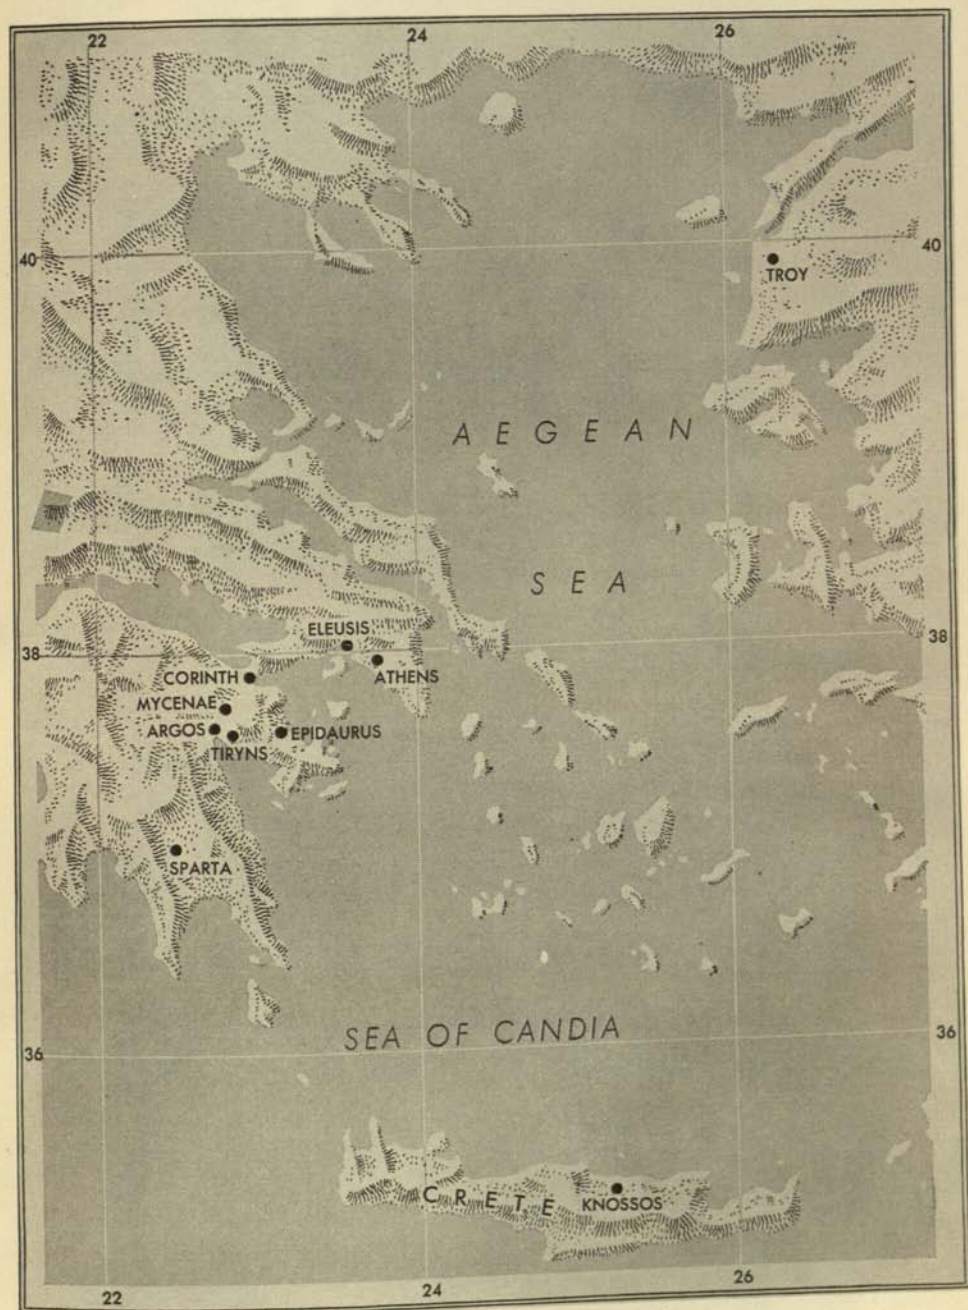 22 24 26
40 40
TROY
AEGEAN
SEA
ELEUSIS
38 38
ATHENS
CORINTH
MYCENAE
ARGOS EPIDAURUS
TIRYNS
SPARTA
SEA OF CANDIA
36 36
CRETE KNOSSOS
22 24 26